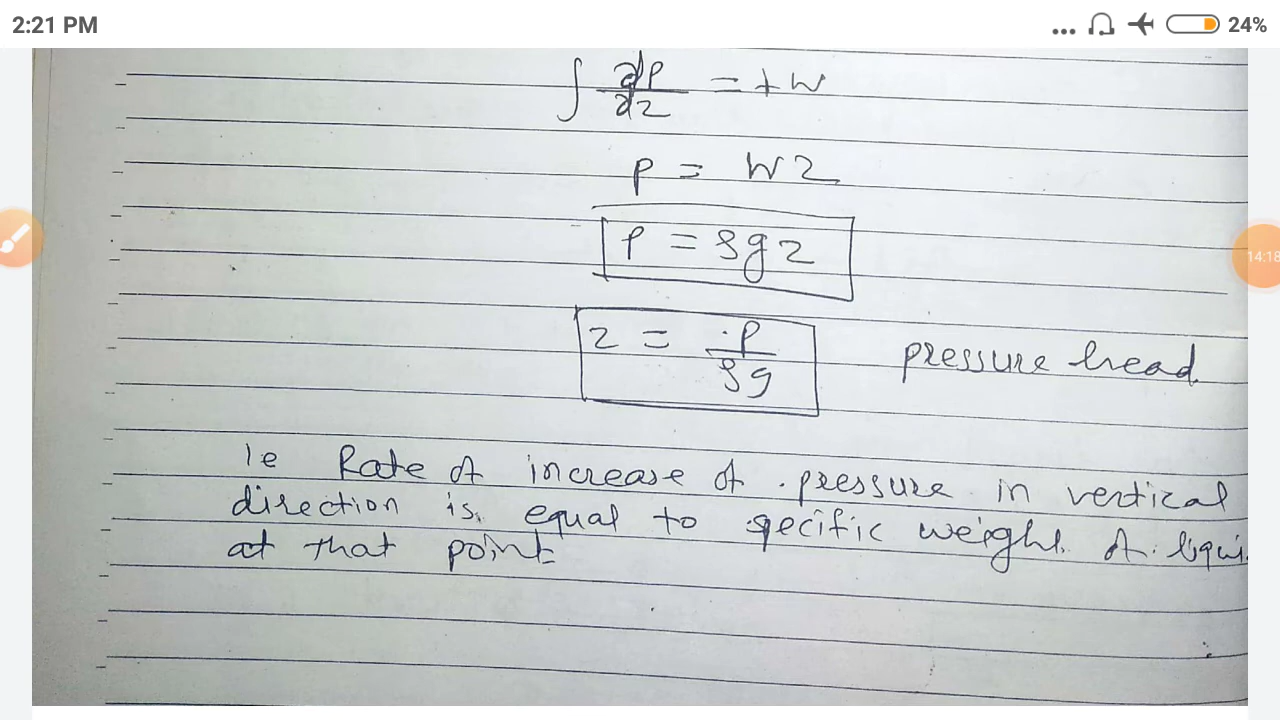 2:21 PM ... 24%
∫ ∂p/∂z = +w
p = wz
14:18
p = ρgz
z = p/ρg pressure head
ie Rate of increase of pressure in vertical
direction is equal to specific weight of liqui
at that point